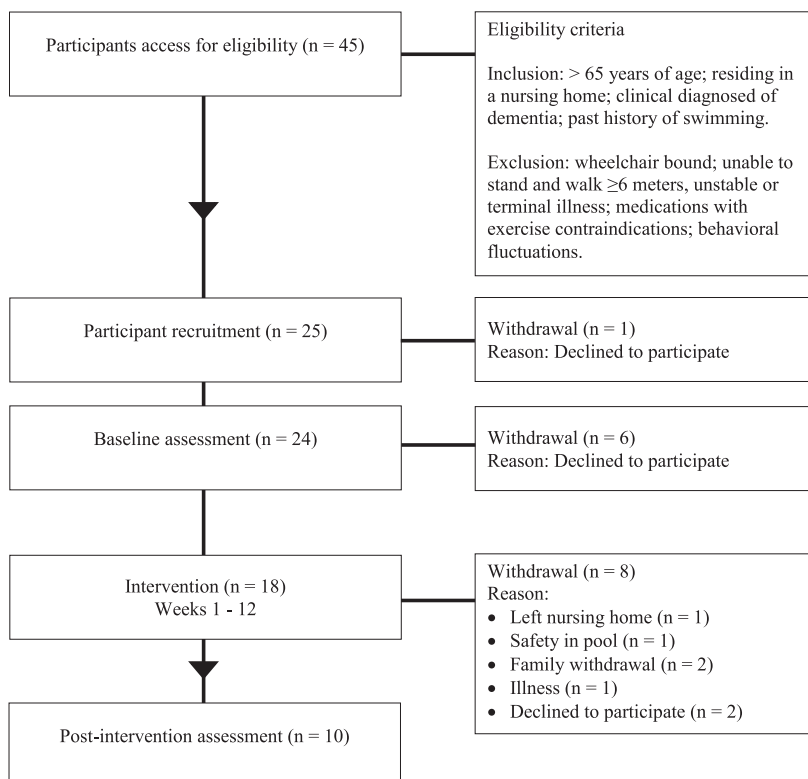 Participants access for eligibility (n = 45)
Eligibility criteria
Inclusion: > 65 years of age; residing in
a nursing home; clinical diagnosed of
dementia; past history of swimming.
Exclusion: wheelchair bound; unable to
stand and walk ≥6 meters, unstable or
terminal illness; medications with
exercise contraindications; behavioral
fluctuations.
Participant recruitment (n = 25)
Withdrawal (n = 1)
Reason: Declined to participate
Baseline assessment (n = 24)
Withdrawal (n = 6)
Reason: Declined to participate
Intervention (n = 18)
Weeks 1 - 12
Withdrawal (n = 8)
Reason:
• Left nursing home (n = 1)
• Safety in pool (n = 1)
• Family withdrawal (n = 2)
• Illness (n = 1)
• Declined to participate (n = 2)
Post-intervention assessment (n = 10)